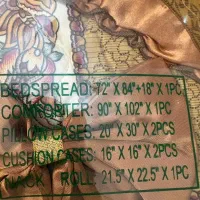 BEDSPREAD: 72" X 84"+18" X 1PC
COMFORTER: 90" X 102" X 1PC
PILLOW CASES: 20" X 30" X 2PCS
CUSHION CASES: 16" X 16" X 2PCS
NECK ROLL: 21.5" X 22.5" X 1PC